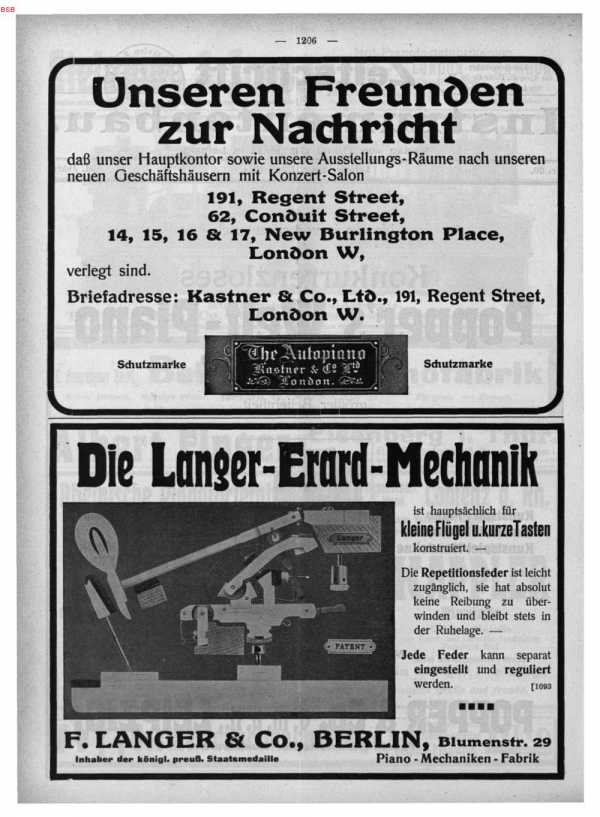 BSB
— 1206 —
Unseren Freunden
zur Nachricht
daß unser Hauptkontor sowie unsere Ausstellungs-Räume nach unseren
neuen Geschäftshäusern mit Konzert-Salon
191, Regent Street,
62, Conduit Street,
14, 15, 16 & 17, New Burlington Place,
London W,
verlegt sind.
Briefadresse: Kastner & Co., Ltd., 191, Regent Street,
London W.
Schutzmarke
The Autopiano
Kastner & Co Ltd
London.
Schutzmarke
Die Langer-Erard-Mechanik
Langer
PATENT
ist hauptsächlich für
kleine Flügel u. kurze Tasten
konstruiert. —
Die Repetitionsfeder ist leicht
zugänglich, sie hat absolut
keine Reibung zu über-
winden und bleibt stets in
der Ruhelage. —
Jede Feder kann separat
eingestellt und reguliert
werden. [1093
F. LANGER & Co., BERLIN, Blumenstr. 29
Inhaber der königl. preuß. Staatsmedaille
Piano - Mechaniken - Fabrik